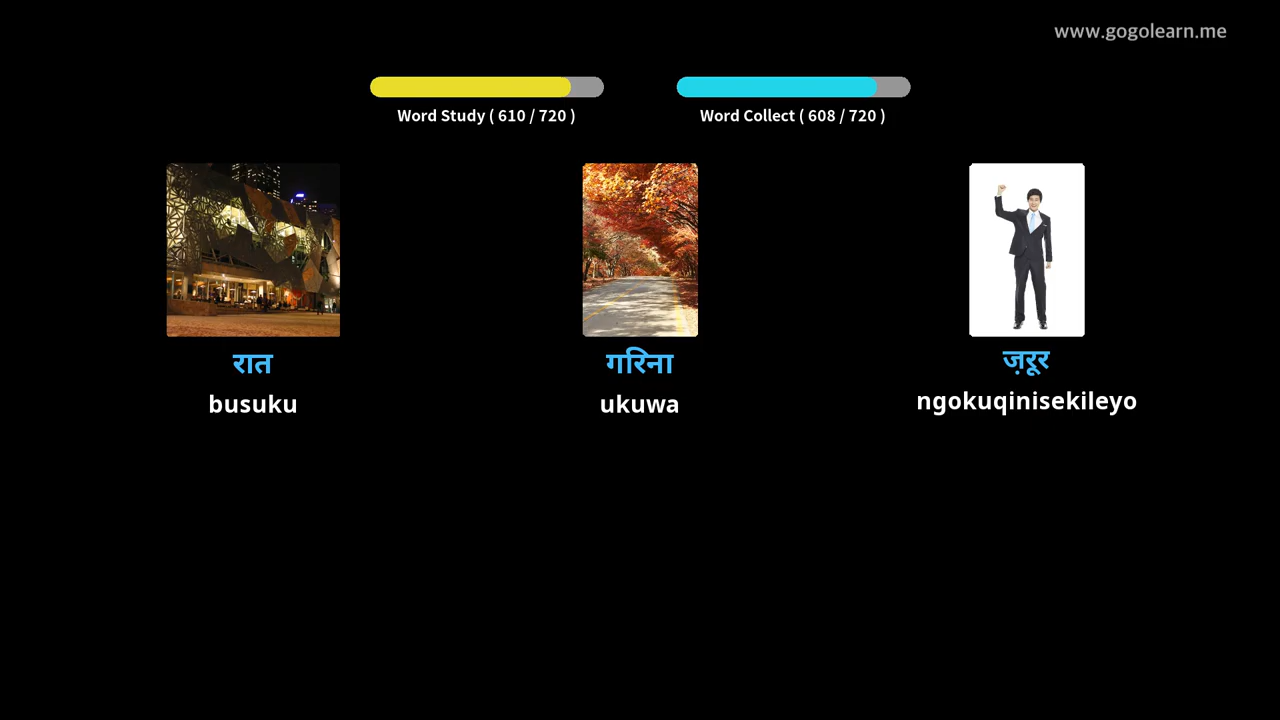 www.gogolearn.me
Word Study ( 610 / 720 )
Word Collect ( 608 / 720 )
रात
गरिना
ज़रूर
busuku
ukuwa
ngokuqinisekileyo